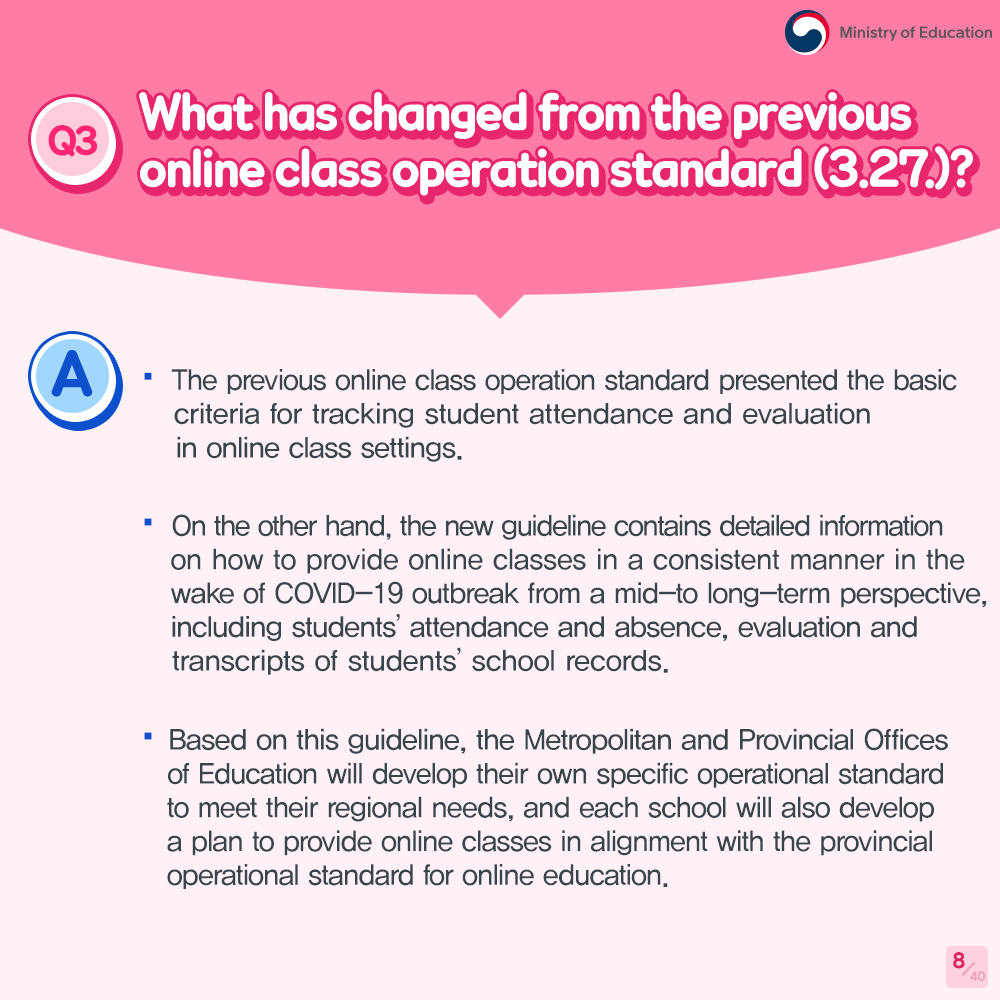 Ministry of Education
Q3
What has changed from the previous
online class operation standard (3.27.)?
A
▪ The previous online class operation standard presented the basic
criteria for tracking student attendance and evaluation
in online class settings.
▪ On the other hand, the new guideline contains detailed information
on how to provide online classes in a consistent manner in the
wake of COVID-19 outbreak from a mid-to long-term perspective,
including students' attendance and absence, evaluation and
transcripts of students' school records.
▪ Based on this guideline, the Metropolitan and Provincial Offices
of Education will develop their own specific operational standard
to meet their regional needs, and each school will also develop
a plan to provide online classes in alignment with the provincial
operational standard for online education.
8/40